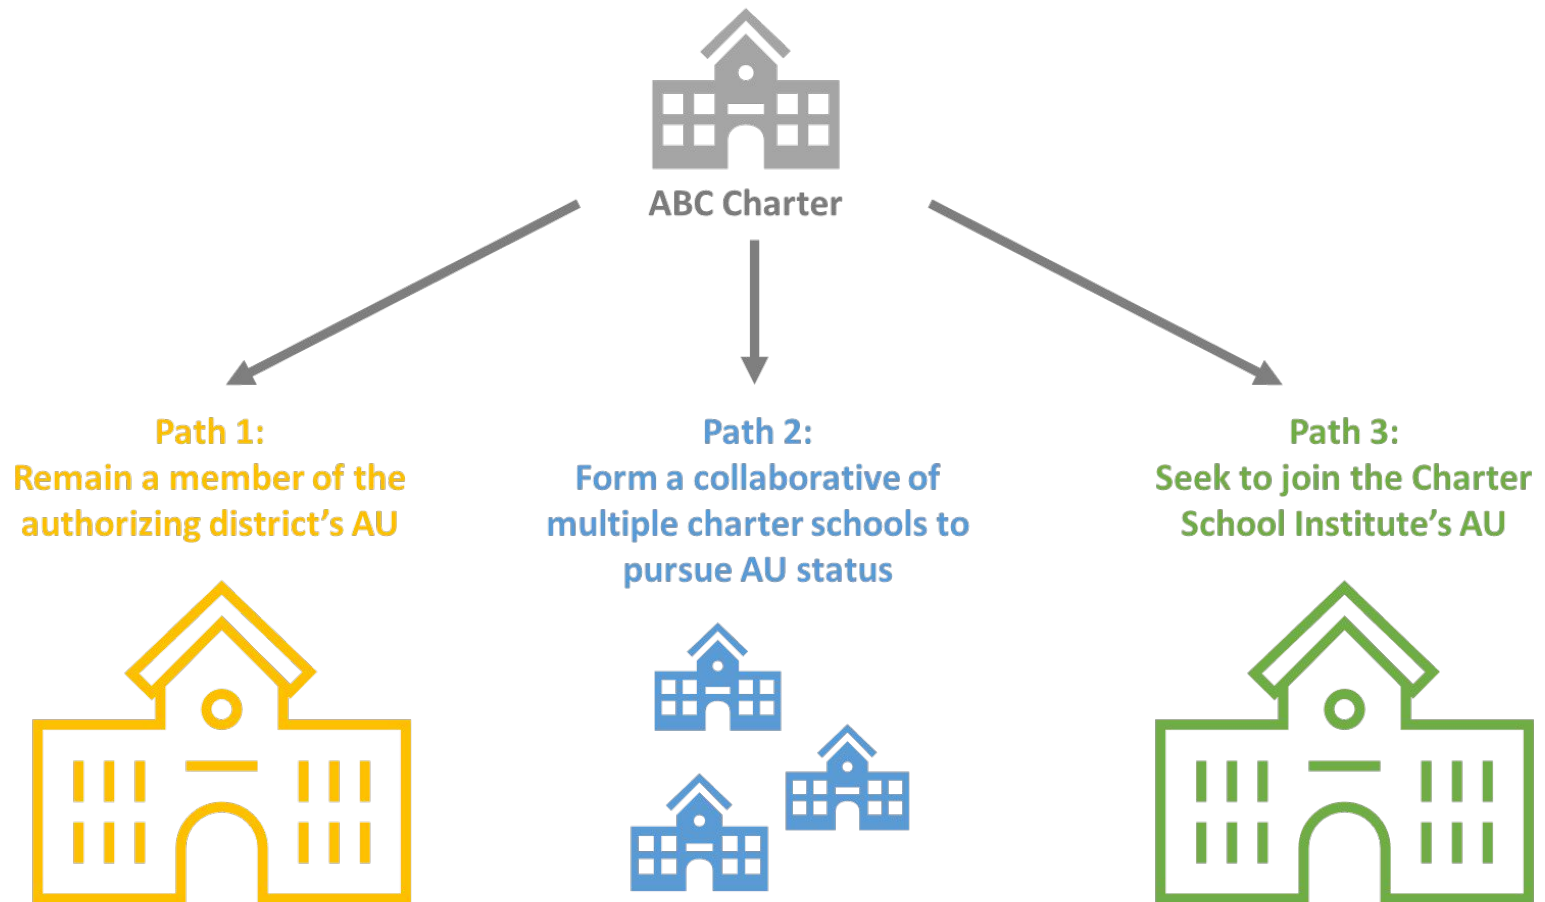 ABC Charter
Path 1:
Remain a member of the
authorizing district's AU
Path 2:
Form a collaborative of
multiple charter schools to
pursue AU status
Path 3:
Seek to join the Charter
School Institute's AU